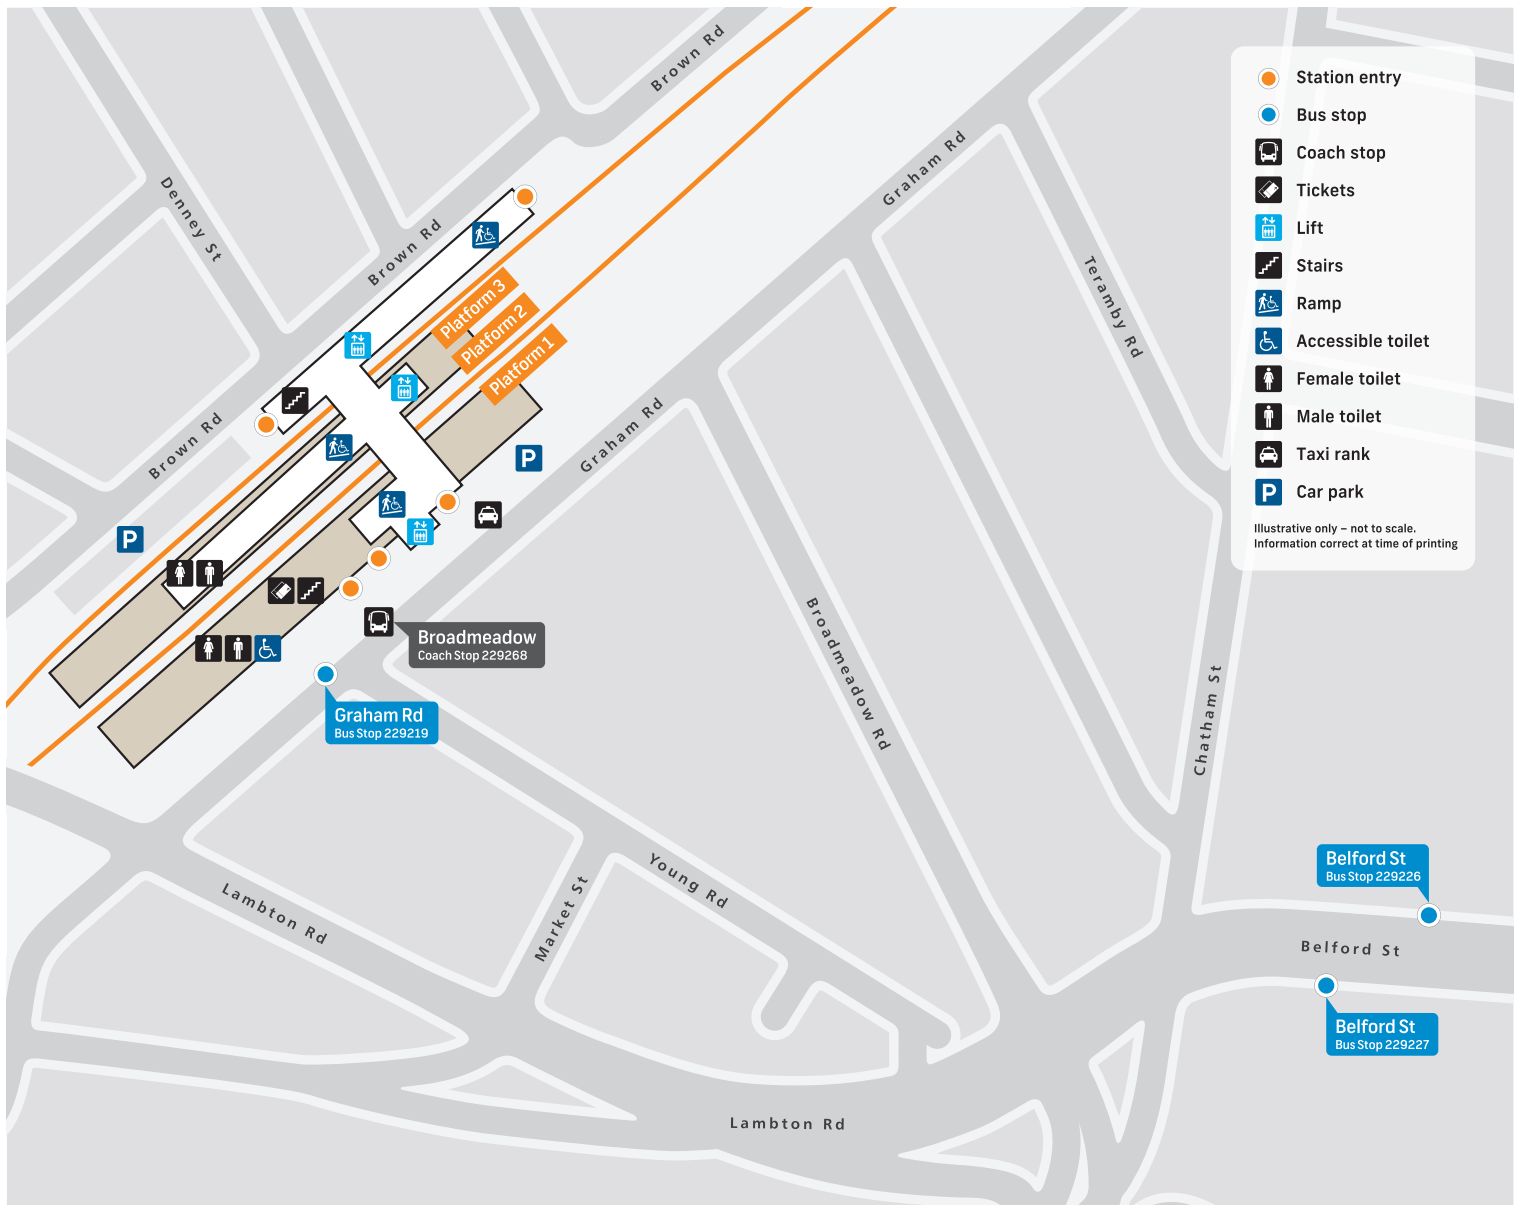 Brown Rd
Station entry
Bus stop
Coach stop
Tickets
Lift
Stairs
Ramp
Accessible toilet
Female toilet
Male toilet
Taxi rank
P
Car park
Illustrative only – not to scale.
Information correct at time of printing
Graham Rd
Denney St
Brown Rd
Teramby Rd
Platform 3
Platform 2
Platform 1
Brown Rd
Graham Rd
P
P
Broadmeadow
Coach Stop 229268
Broadmeadow Rd
Chatham St
Graham Rd
Bus Stop 229219
Belford St
Bus Stop 229226
Young Rd
Lambton Rd
Market St
Belford St
Belford St
Bus Stop 229227
Lambton Rd